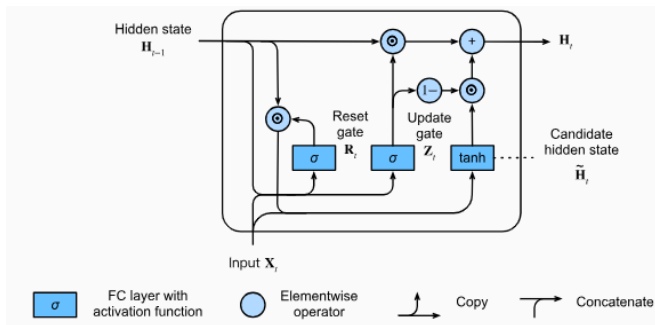 Hidden state
H_{t−1}
H_t
⊙
+
1−
⊙
⊙
Reset
gate
R_t
Update
gate
Z_t
Candidate
hidden state
H̃_t
σ
σ
tanh
Input X_t
σ
FC layer with
activation function
Elementwise
operator
Copy
Concatenate